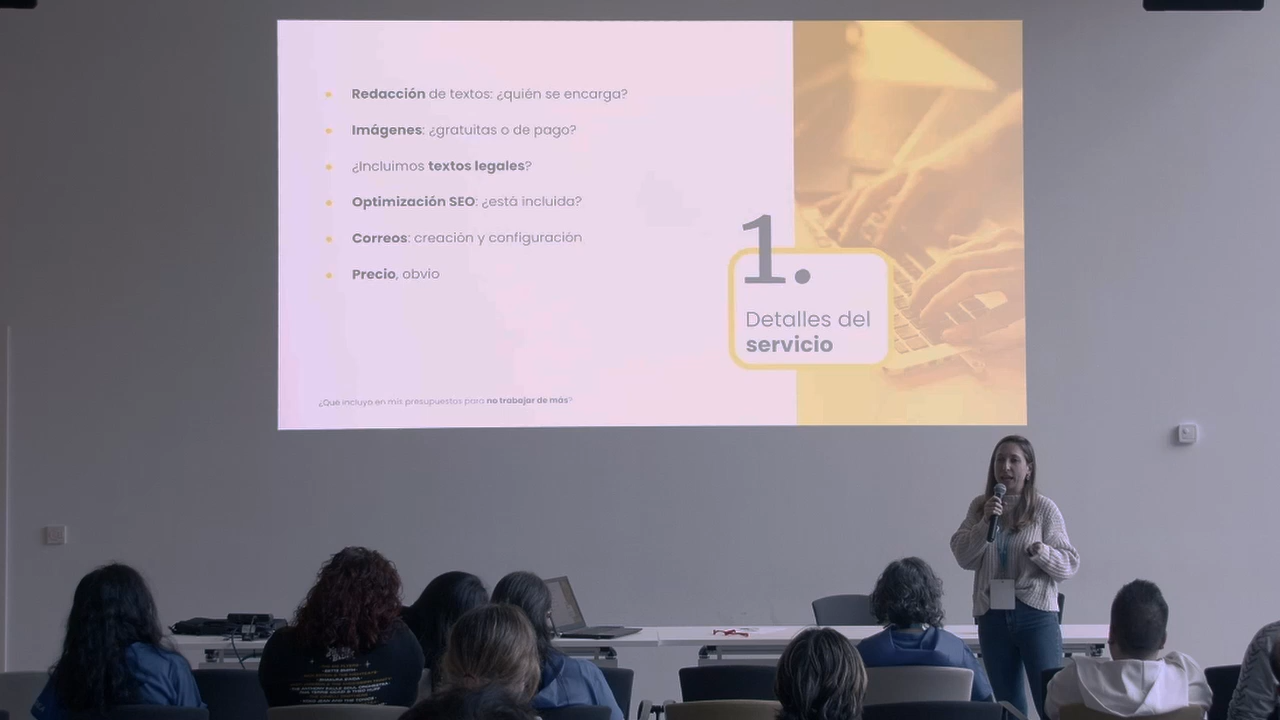 Redacción de textos: ¿quién se encarga?
Imágenes: ¿gratuitas o de pago?
¿Incluimos textos legales?
Optimización SEO: ¿está incluida?
Correos: creación y configuración
Precio, obvio
1.
Detalles del
servicio
¿Qué incluyo en mis presupuestos para no trabajar de más?